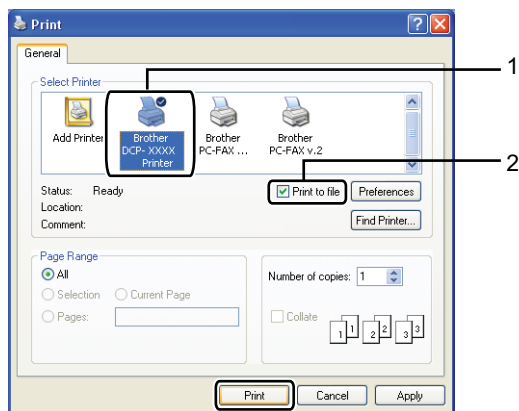 Print
General
1
Select Printer
Add Printer
Brother
DCP- XXXX
Printer
Brother
PC-FAX ...
Brother
PC-FAX v.2
2
Status: Ready
Print to file
Preferences
Location:
Comment:
Find Printer...
Page Range
All
Selection
Current Page
Pages:
Number of copies: 1
Collate
1 1 2 2 3 3
Print
Cancel
Apply